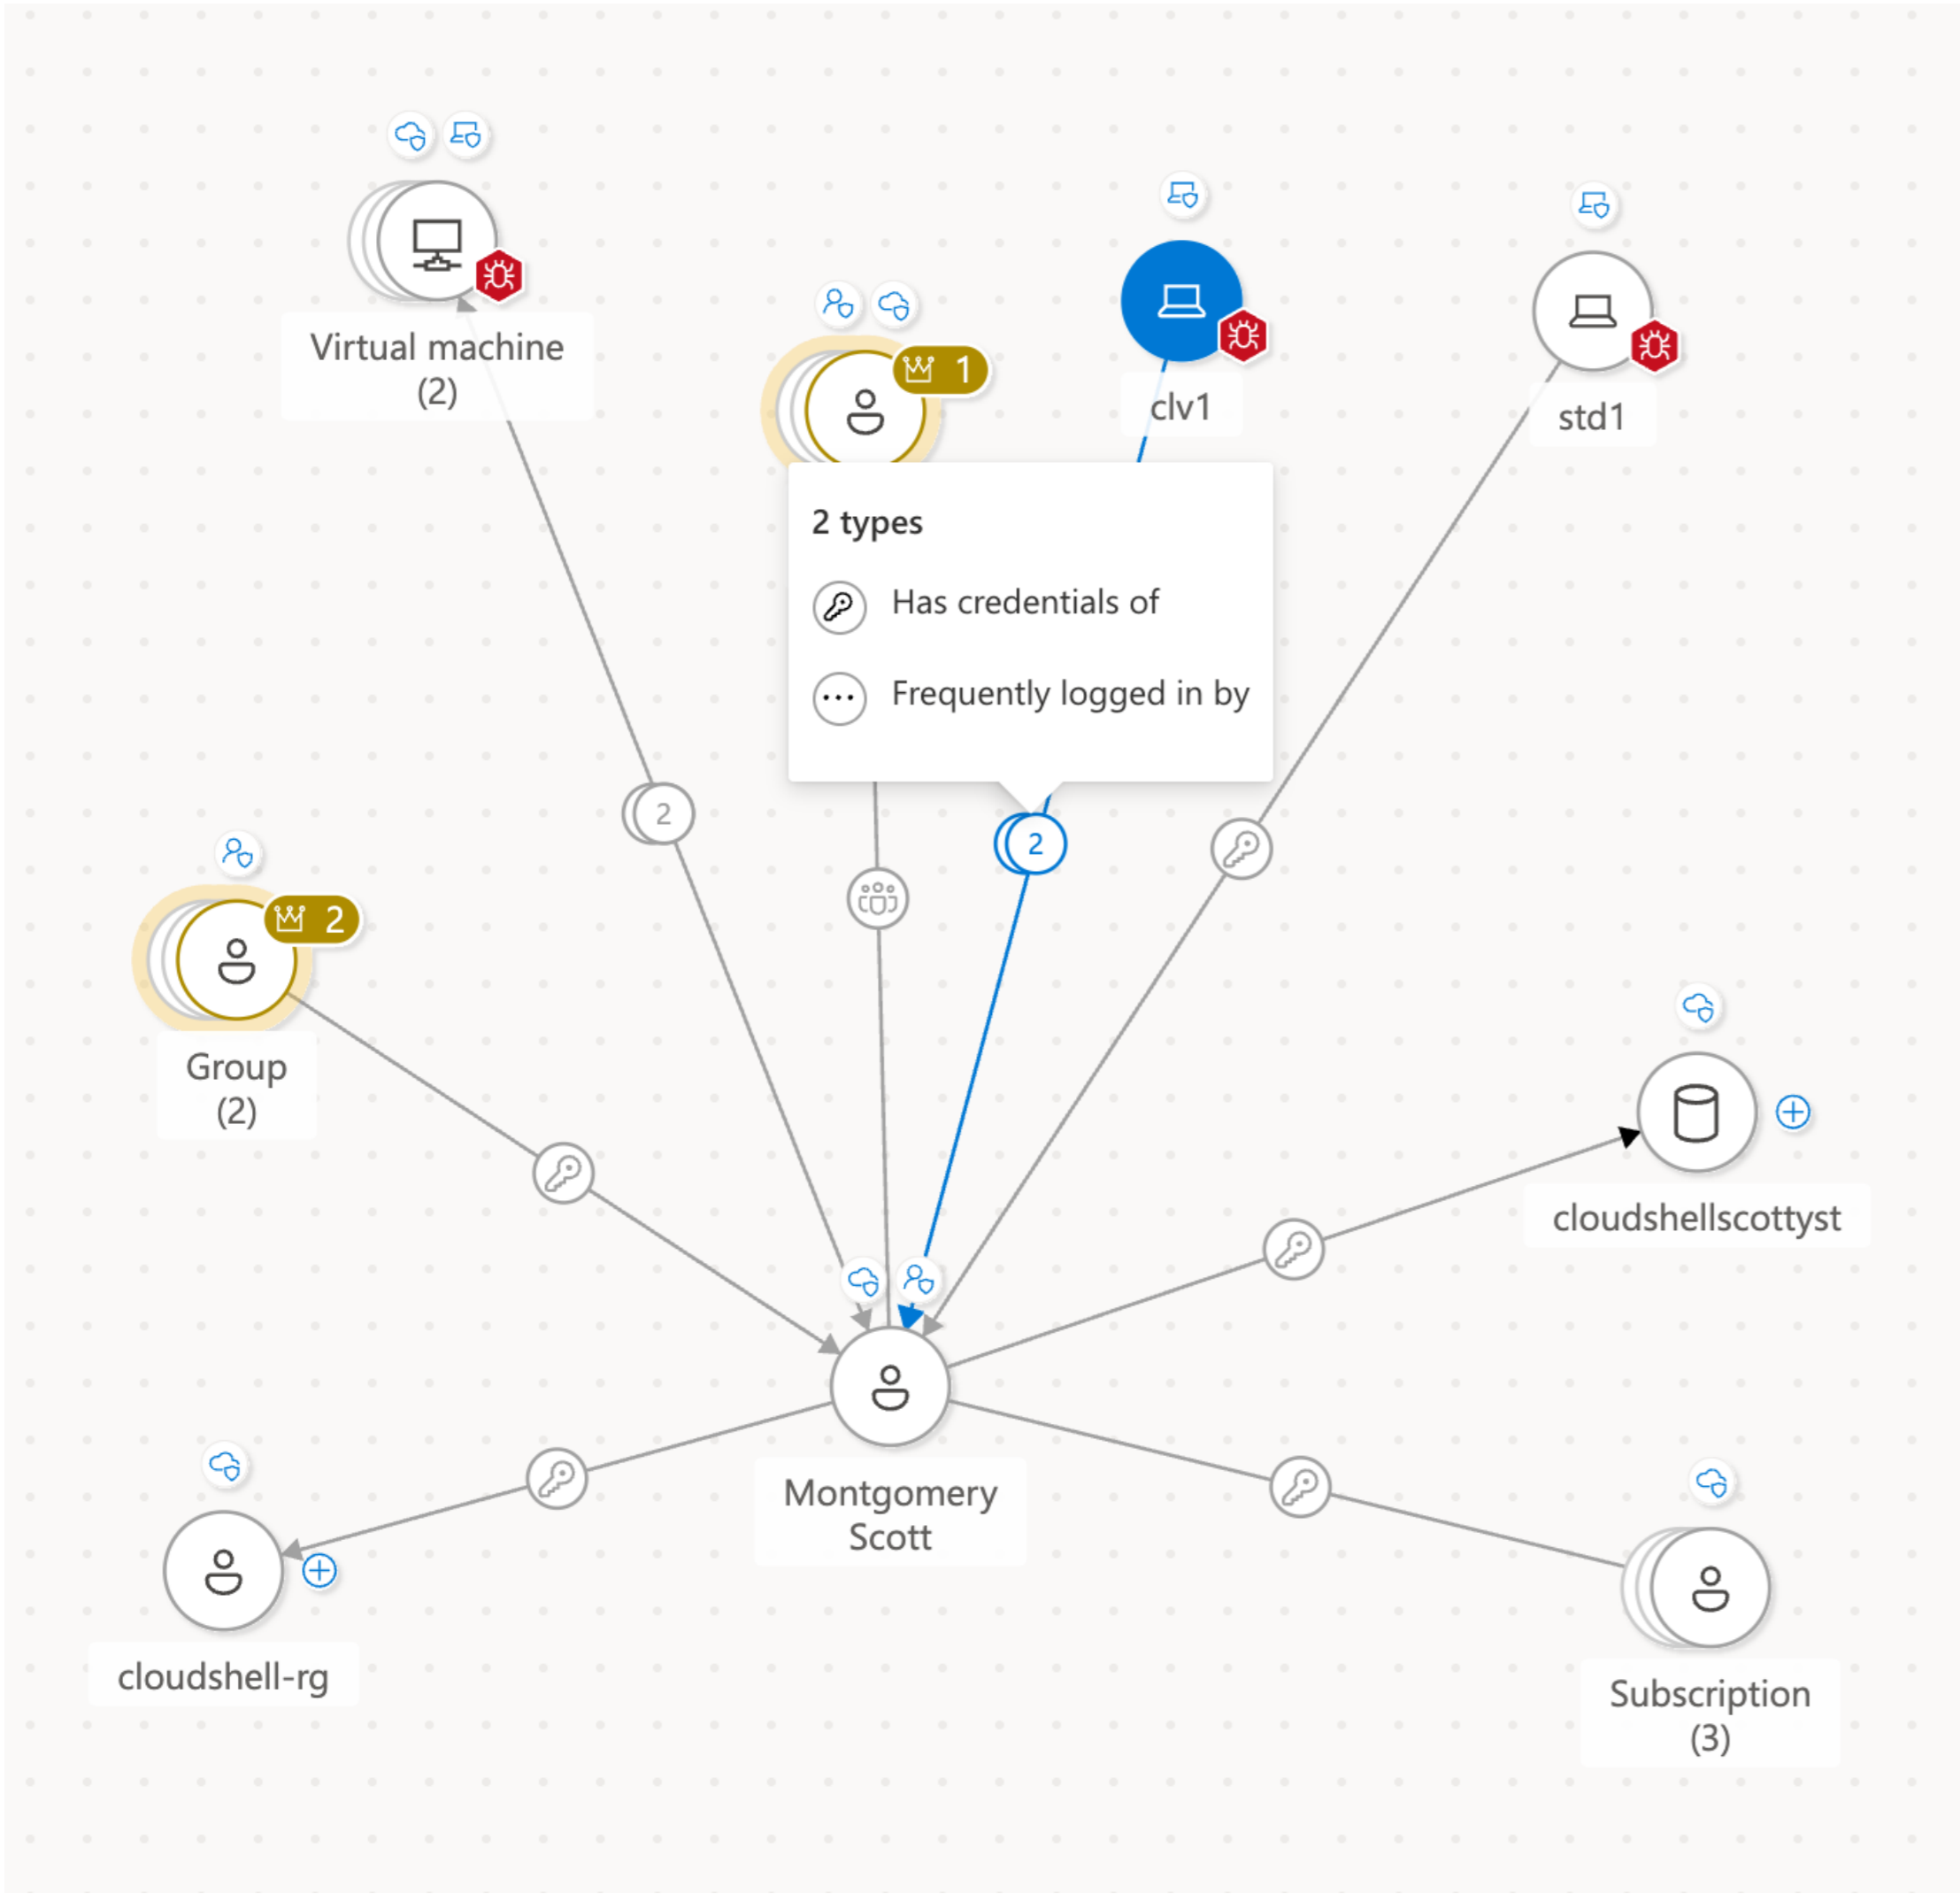 Virtual machine
(2)
1
clv1
std1
2 types
Has credentials of
Frequently logged in by
2
2
2
Group
(2)
cloudshellscottyst
Montgomery
Scott
cloudshell-rg
Subscription
(3)